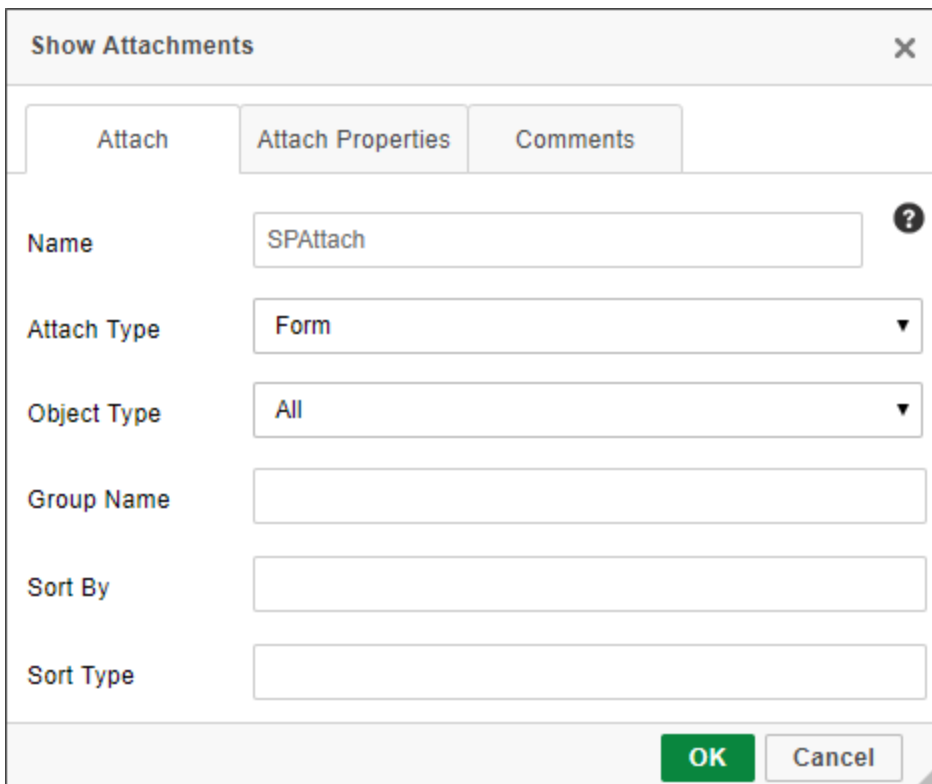 Show Attachments
Attach Attach Properties Comments
Name SPAttach
Attach Type Form
Object Type All
Group Name
Sort By
Sort Type
OK Cancel